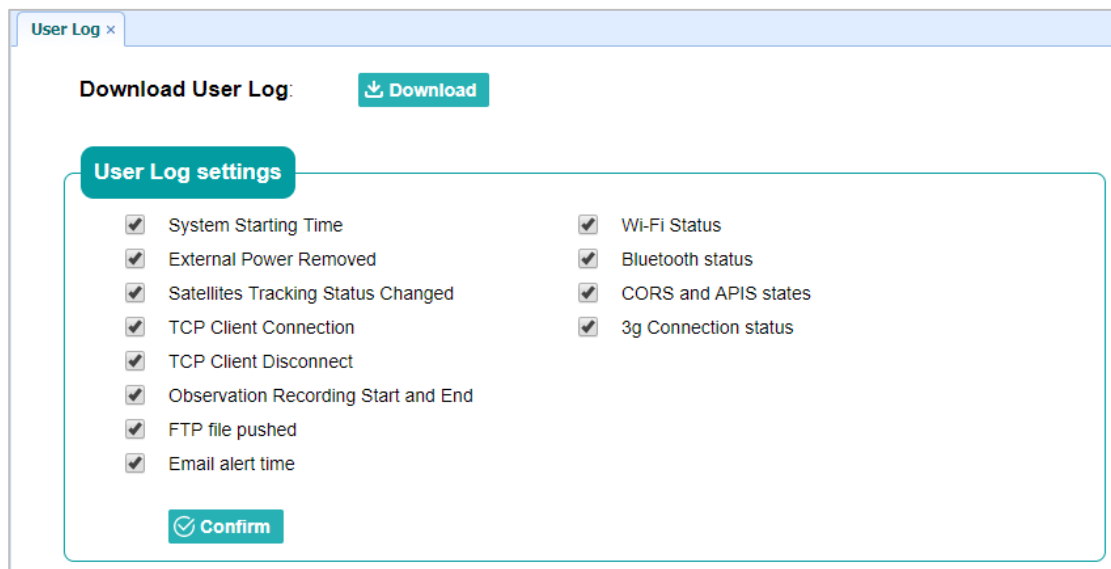 User Log ×
Download User Log: Download
User Log settings
System Starting Time
External Power Removed
Satellites Tracking Status Changed
TCP Client Connection
TCP Client Disconnect
Observation Recording Start and End
FTP file pushed
Email alert time
Wi-Fi Status
Bluetooth status
CORS and APIS states
3g Connection status
Confirm